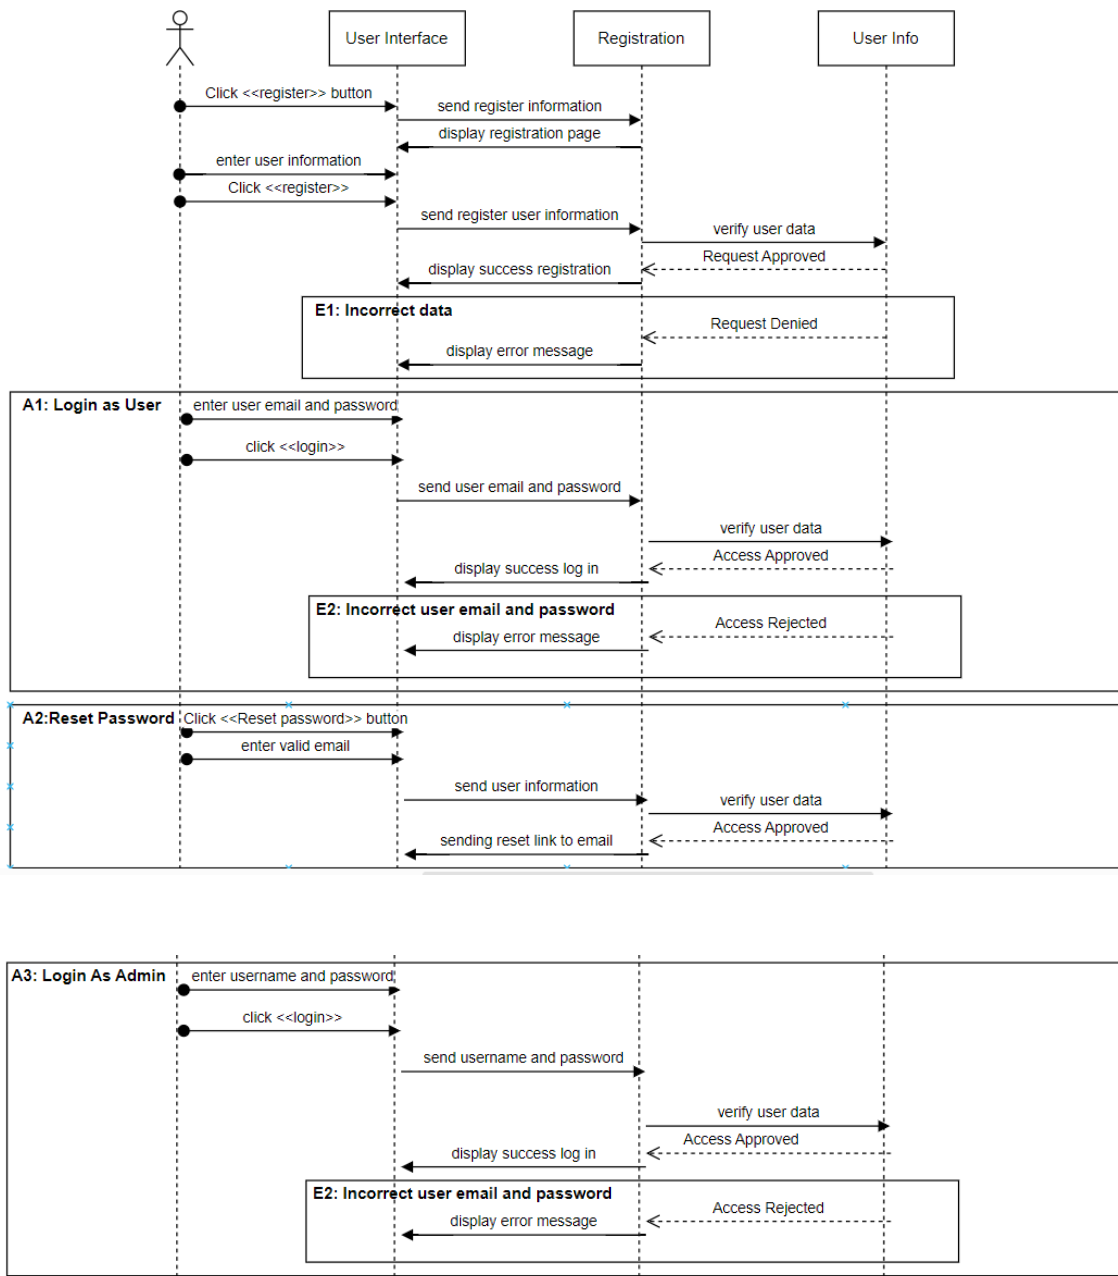 User Interface
Registration
User Info
Click <<register>> button
send register information
display registration page
enter user information
Click <<register>>
send register user information
verify user data
Request Approved
display success registration
E1: Incorrect data
Request Denied
display error message
A1: Login as User
enter user email and password
click <<login>>
send user email and password
verify user data
Access Approved
display success log in
E2: Incorrect user email and password
Access Rejected
display error message
A2:Reset Password
Click <<Reset password>> button
enter valid email
send user information
verify user data
Access Approved
sending reset link to email
A3: Login As Admin
enter username and password
click <<login>>
send username and password
verify user data
Access Approved
display success log in
E2: Incorrect user email and password
Access Rejected
display error message